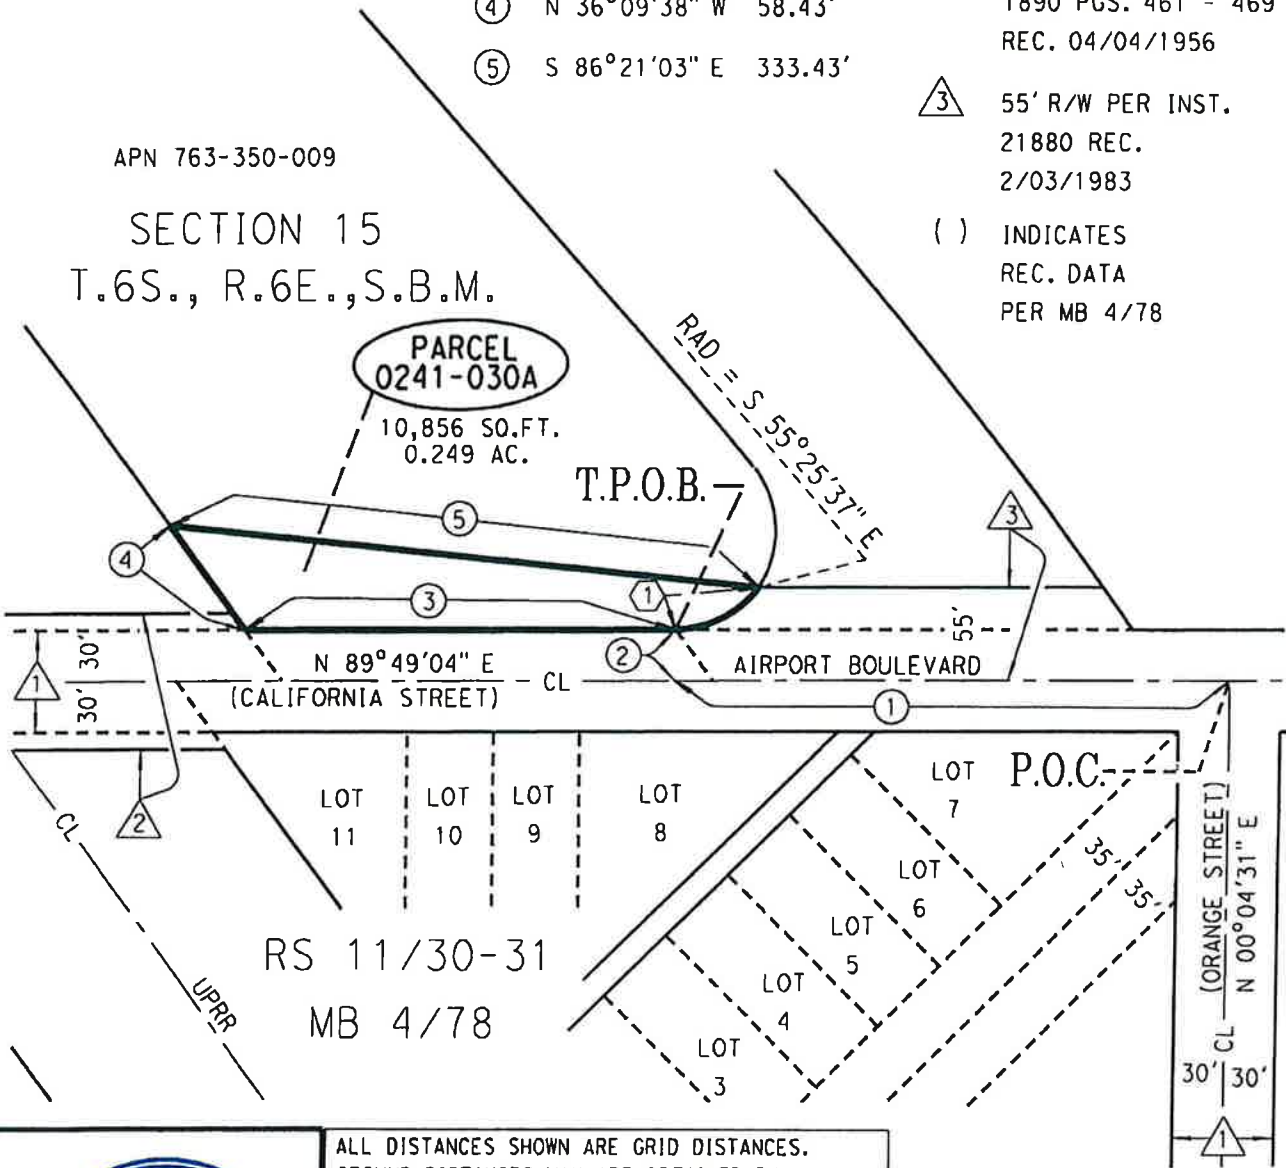 ④ N 36°09'38" W 58.43'
⑤ S 86°21'03" E 333.43'
1890 PGS. 461 - 469
REC. 04/04/1956
3 55' R/W PER INST.
21880 REC.
2/03/1983
( ) INDICATES
REC. DATA
PER MB 4/78
APN 763-350-009
SECTION 15
T.6S., R.6E., S.B.M.
PARCEL
0241-030A
10,856 SQ.FT.
0.249 AC.
RAD = S 55°25'37" E
T.P.O.B.
5
3
4
3
1
2
55'
30'
30'
1
N 89°49'04" E
(CALIFORNIA STREET)
CL
AIRPORT BOULEVARD
1
2
P.O.C.
LOT
11
LOT
10
LOT
9
LOT
8
LOT
7
LOT
6
LOT
5
LOT
4
LOT
3
35' 35'
CL
UPRR
RS 11/30-31
MB 4/78
(ORANGE STREET)
N 00°04'31" E
CL
30' 30'
1
ALL DISTANCES SHOWN ARE GRID DISTANCES.